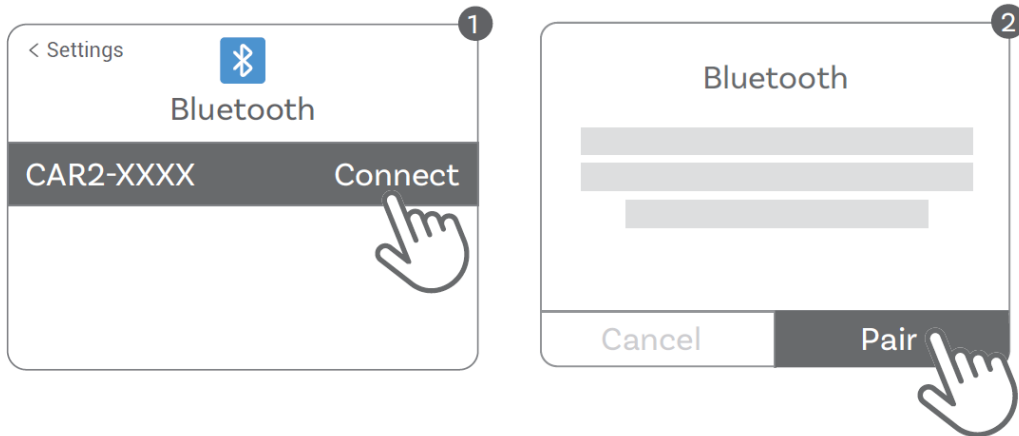 1
< Settings
Bluetooth
CAR2-XXXX Connect
2
Bluetooth
Cancel Pair